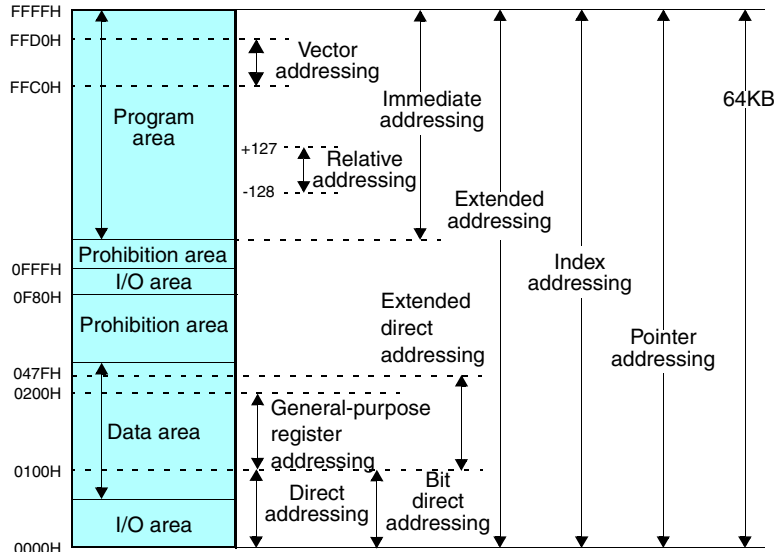 FFFFH
FFD0H
Vector
addressing
FFC0H
Immediate
addressing
64KB
Program
area
+127
Relative
addressing
-128
Extended
addressing
Prohibition area
0FFFH
I/O area
Index
addressing
0F80H
Prohibition area
Extended
direct
addressing
Pointer
addressing
047FH
0200H
General-purpose
register
addressing
Data area
0100H
Direct
addressing
Bit
direct
addressing
I/O area
0000H